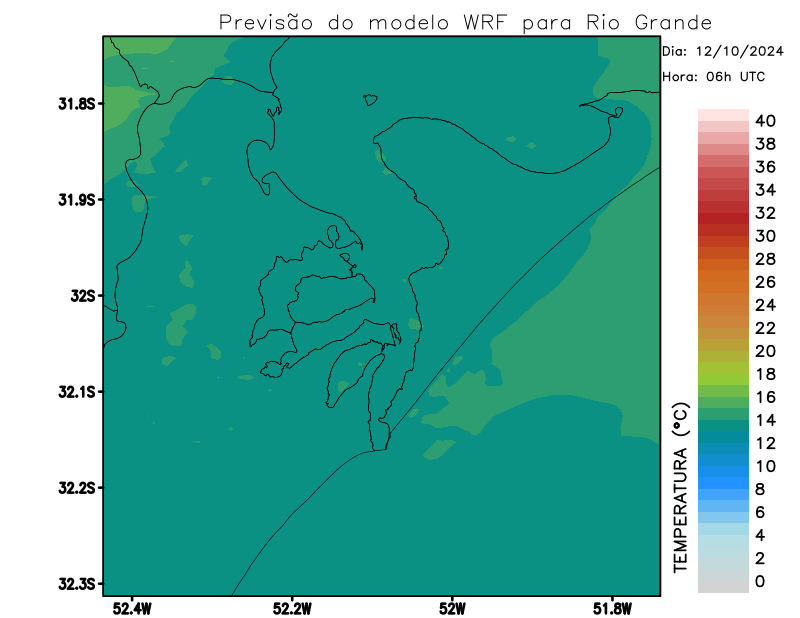 Previsão do modelo WRF para Rio Grande
Dia: 12/10/2024
Hora: 06h UTC
31.8S
31.9S
32S
32.1S
32.2S
32.3S
52.4W
52.2W
52W
51.8W
TEMPERATURA (°C)
40
38
36
34
32
30
28
26
24
22
20
18
16
14
12
10
8
6
4
2
0